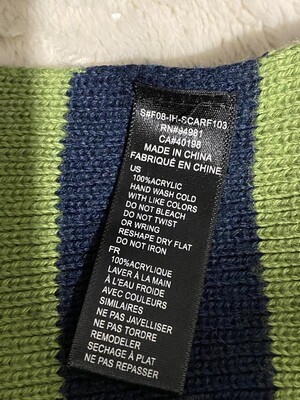 S#F08-IH-SCARF103
RN#94981
CA#40198
MADE IN CHINA
FABRIQUÉ EN CHINE
US
100%ACRYLIC
HAND WASH COLD
WITH LIKE COLORS
DO NOT BLEACH
DO NOT TWIST
OR WRING
RESHAPE DRY FLAT
DO NOT IRON
FR
100%ACRYLIQUE
LAVER À LA MAIN
À L'EAU FROIDE
AVEC COULEURS
SIMILAIRES
NE PAS JAVELLISER
NE PAS TORDRE
REMODELER
SECHAGE À PLAT
NE PAS REPASSER